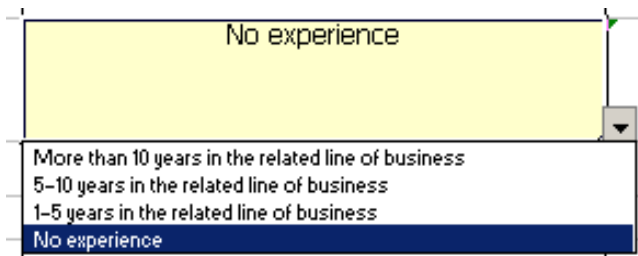 No experience
More than 10 years in the related line of business
5-10 years in the related line of business
1-5 years in the related line of business
No experience